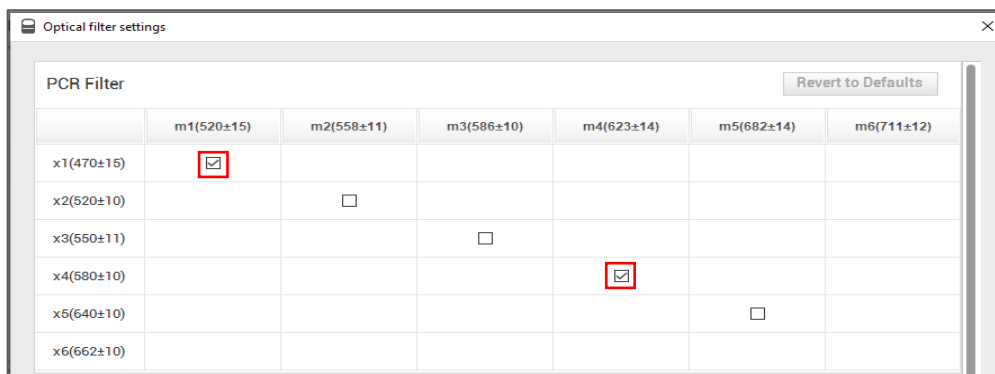 Optical filter settings
PCR Filter
Revert to Defaults
m1(520±15) m2(558±11) m3(586±10) m4(623±14) m5(682±14) m6(711±12)
x1(470±15)
x2(520±10)
x3(550±11)
x4(580±10)
x5(640±10)
x6(662±10)